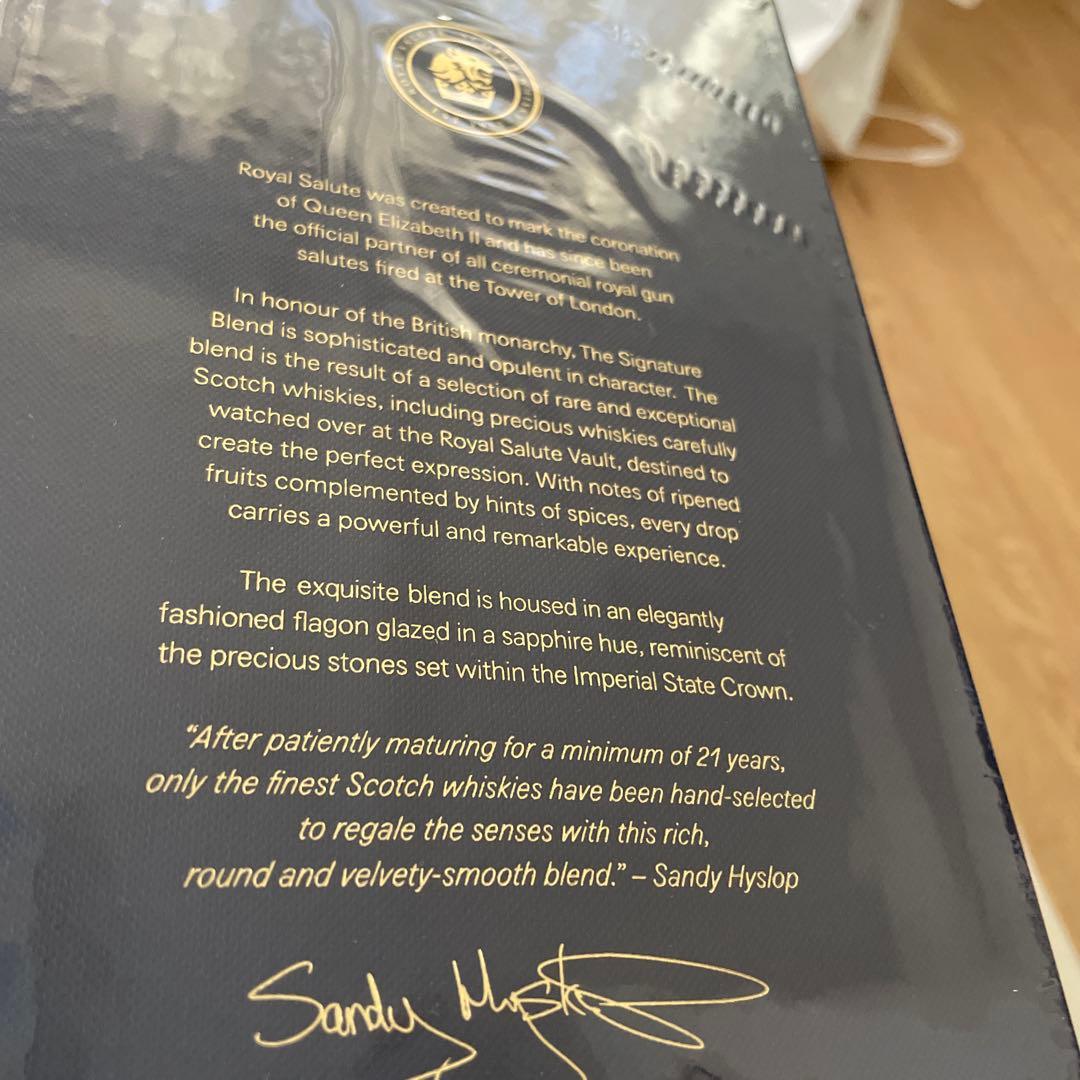 Royal Salute was created to mark the coronation
of Queen Elizabeth II and has since been
the official partner of all ceremonial royal gun
salutes fired at the Tower of London.
In honour of the British monarchy, The Signature
Blend is sophisticated and opulent in character. The
blend is the result of a selection of rare and exceptional
Scotch whiskies, including precious whiskies carefully
watched over at the Royal Salute Vault, destined to
create the perfect expression. With notes of ripened
fruits complemented by hints of spices, every drop
carries a powerful and remarkable experience.
The exquisite blend is housed in an elegantly
fashioned flagon glazed in a sapphire hue, reminiscent of
the precious stones set within the Imperial State Crown.
“After patiently maturing for a minimum of 21 years,
only the finest Scotch whiskies have been hand-selected
to regale the senses with this rich,
round and velvety-smooth blend.” – Sandy Hyslop
Sandy Hyslop